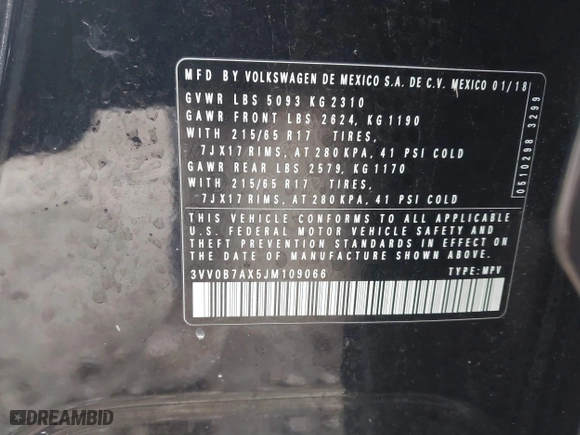 MFD BY VOLKSWAGEN DE MEXICO S.A. DE C.V. MEXICO 01/18
GVWR LBS 5093 KG 2310
GAWR FRONT LBS 2624, KG 1190
WITH 215/65 R17 TIRES,
7JX17 RIMS, AT 280 KPA, 41 PSI COLD
GAWR REAR LBS 2579, KG 1170
WITH 215/65 R17 TIRES,
7JX17 RIMS, AT 280 KPA, 41 PSI COLD
THIS VEHICLE CONFORMS TO ALL APPLICABLE
U.S. FEDERAL MOTOR VEHICLE SAFETY AND
THEFT PREVENTION STANDARDS IN EFFECT ON
THE DATE OF MANUFACTURE SHOWN ABOVE.
3VV0B7AX5JM109066 TYPE: MPV
0510298 3299
DREAMBID